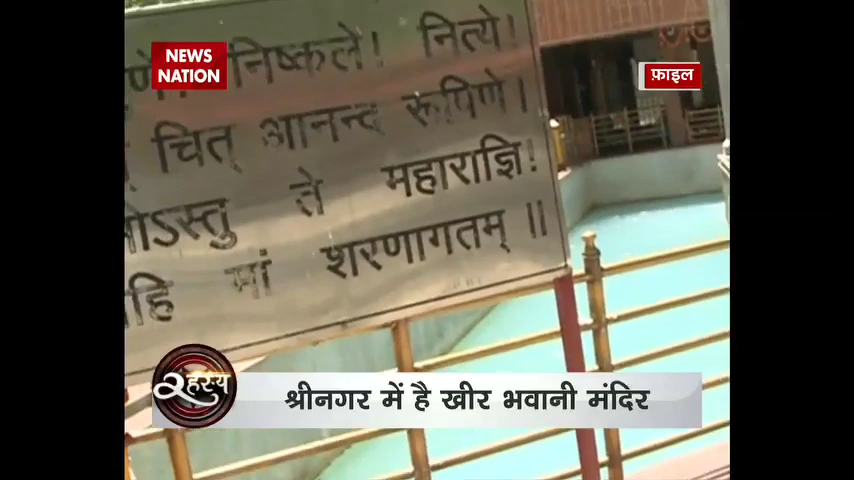 NEWS
NATION
फ़ाइल
निष्कले! नित्ये!
चित् आनन्द रूपिणे।
ते महाराज्ञि!
मां शरणागतम् ॥
रहस्य
श्रीनगर में है खीर भवानी मंदिर